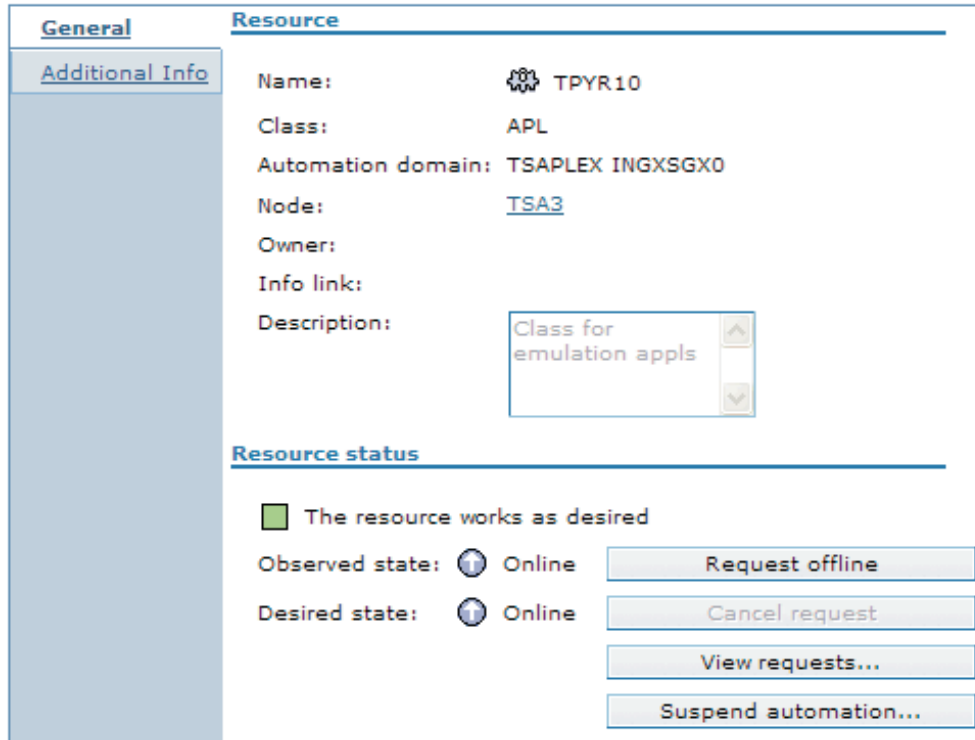 General
Additional Info
Resource
Name: TPYR10
Class: APL
Automation domain: TSAPLEX INGXSGX0
Node: TSA3
Owner:
Info link:
Description: Class for
emulation appls
Resource status
The resource works as desired
Observed state: Online Request offline
Desired state: Online Cancel request
View requests...
Suspend automation...